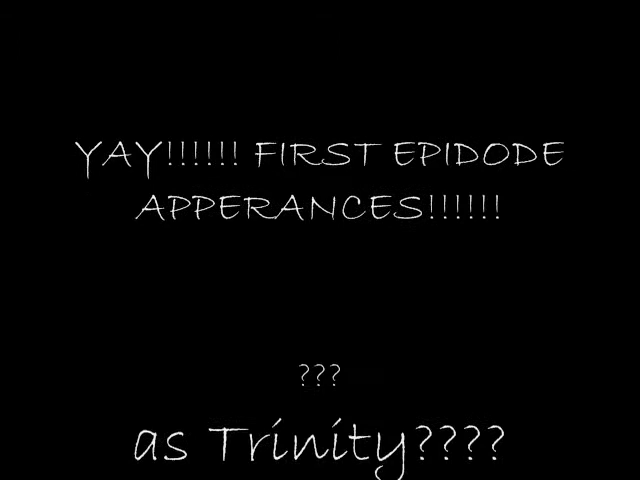 YAY!!!!!! FIRST EPIDODE
APPERANCES!!!!!!
???
as Trinity????